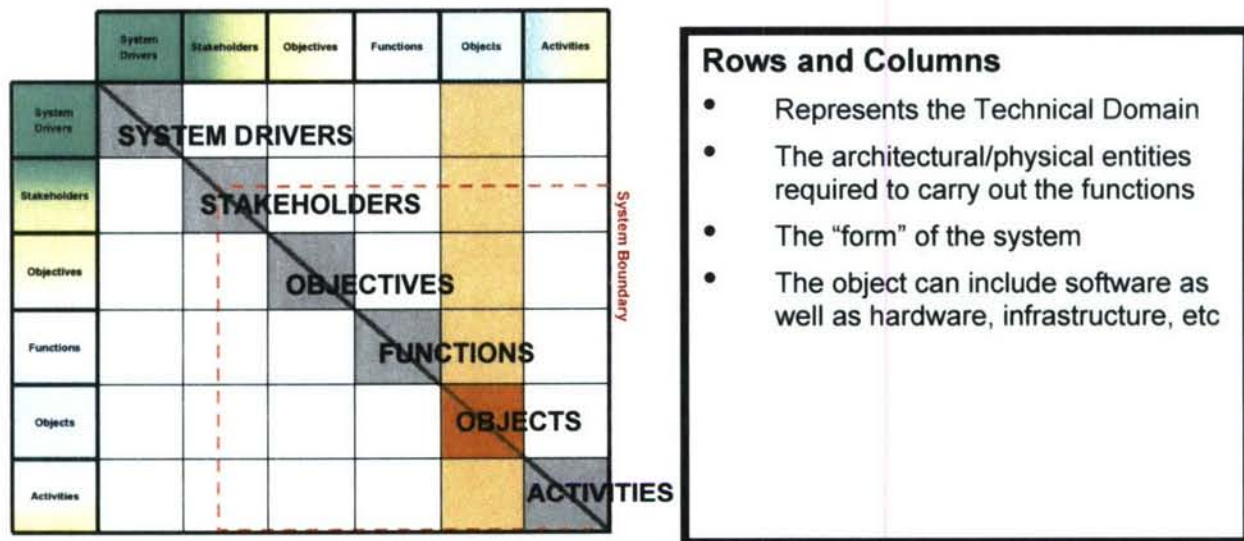 System
Drivers
Stakeholders
Objectives
Functions
Objects
Activities
System
Drivers
Stakeholders
Objectives
Functions
Objects
Activities
SYSTEM DRIVERS
STAKEHOLDERS
OBJECTIVES
FUNCTIONS
OBJECTS
ACTIVITIES
System Boundary
Rows and Columns
• Represents the Technical Domain
• The architectural/physical entities
required to carry out the functions
• The “form” of the system
• The object can include software as
well as hardware, infrastructure, etc